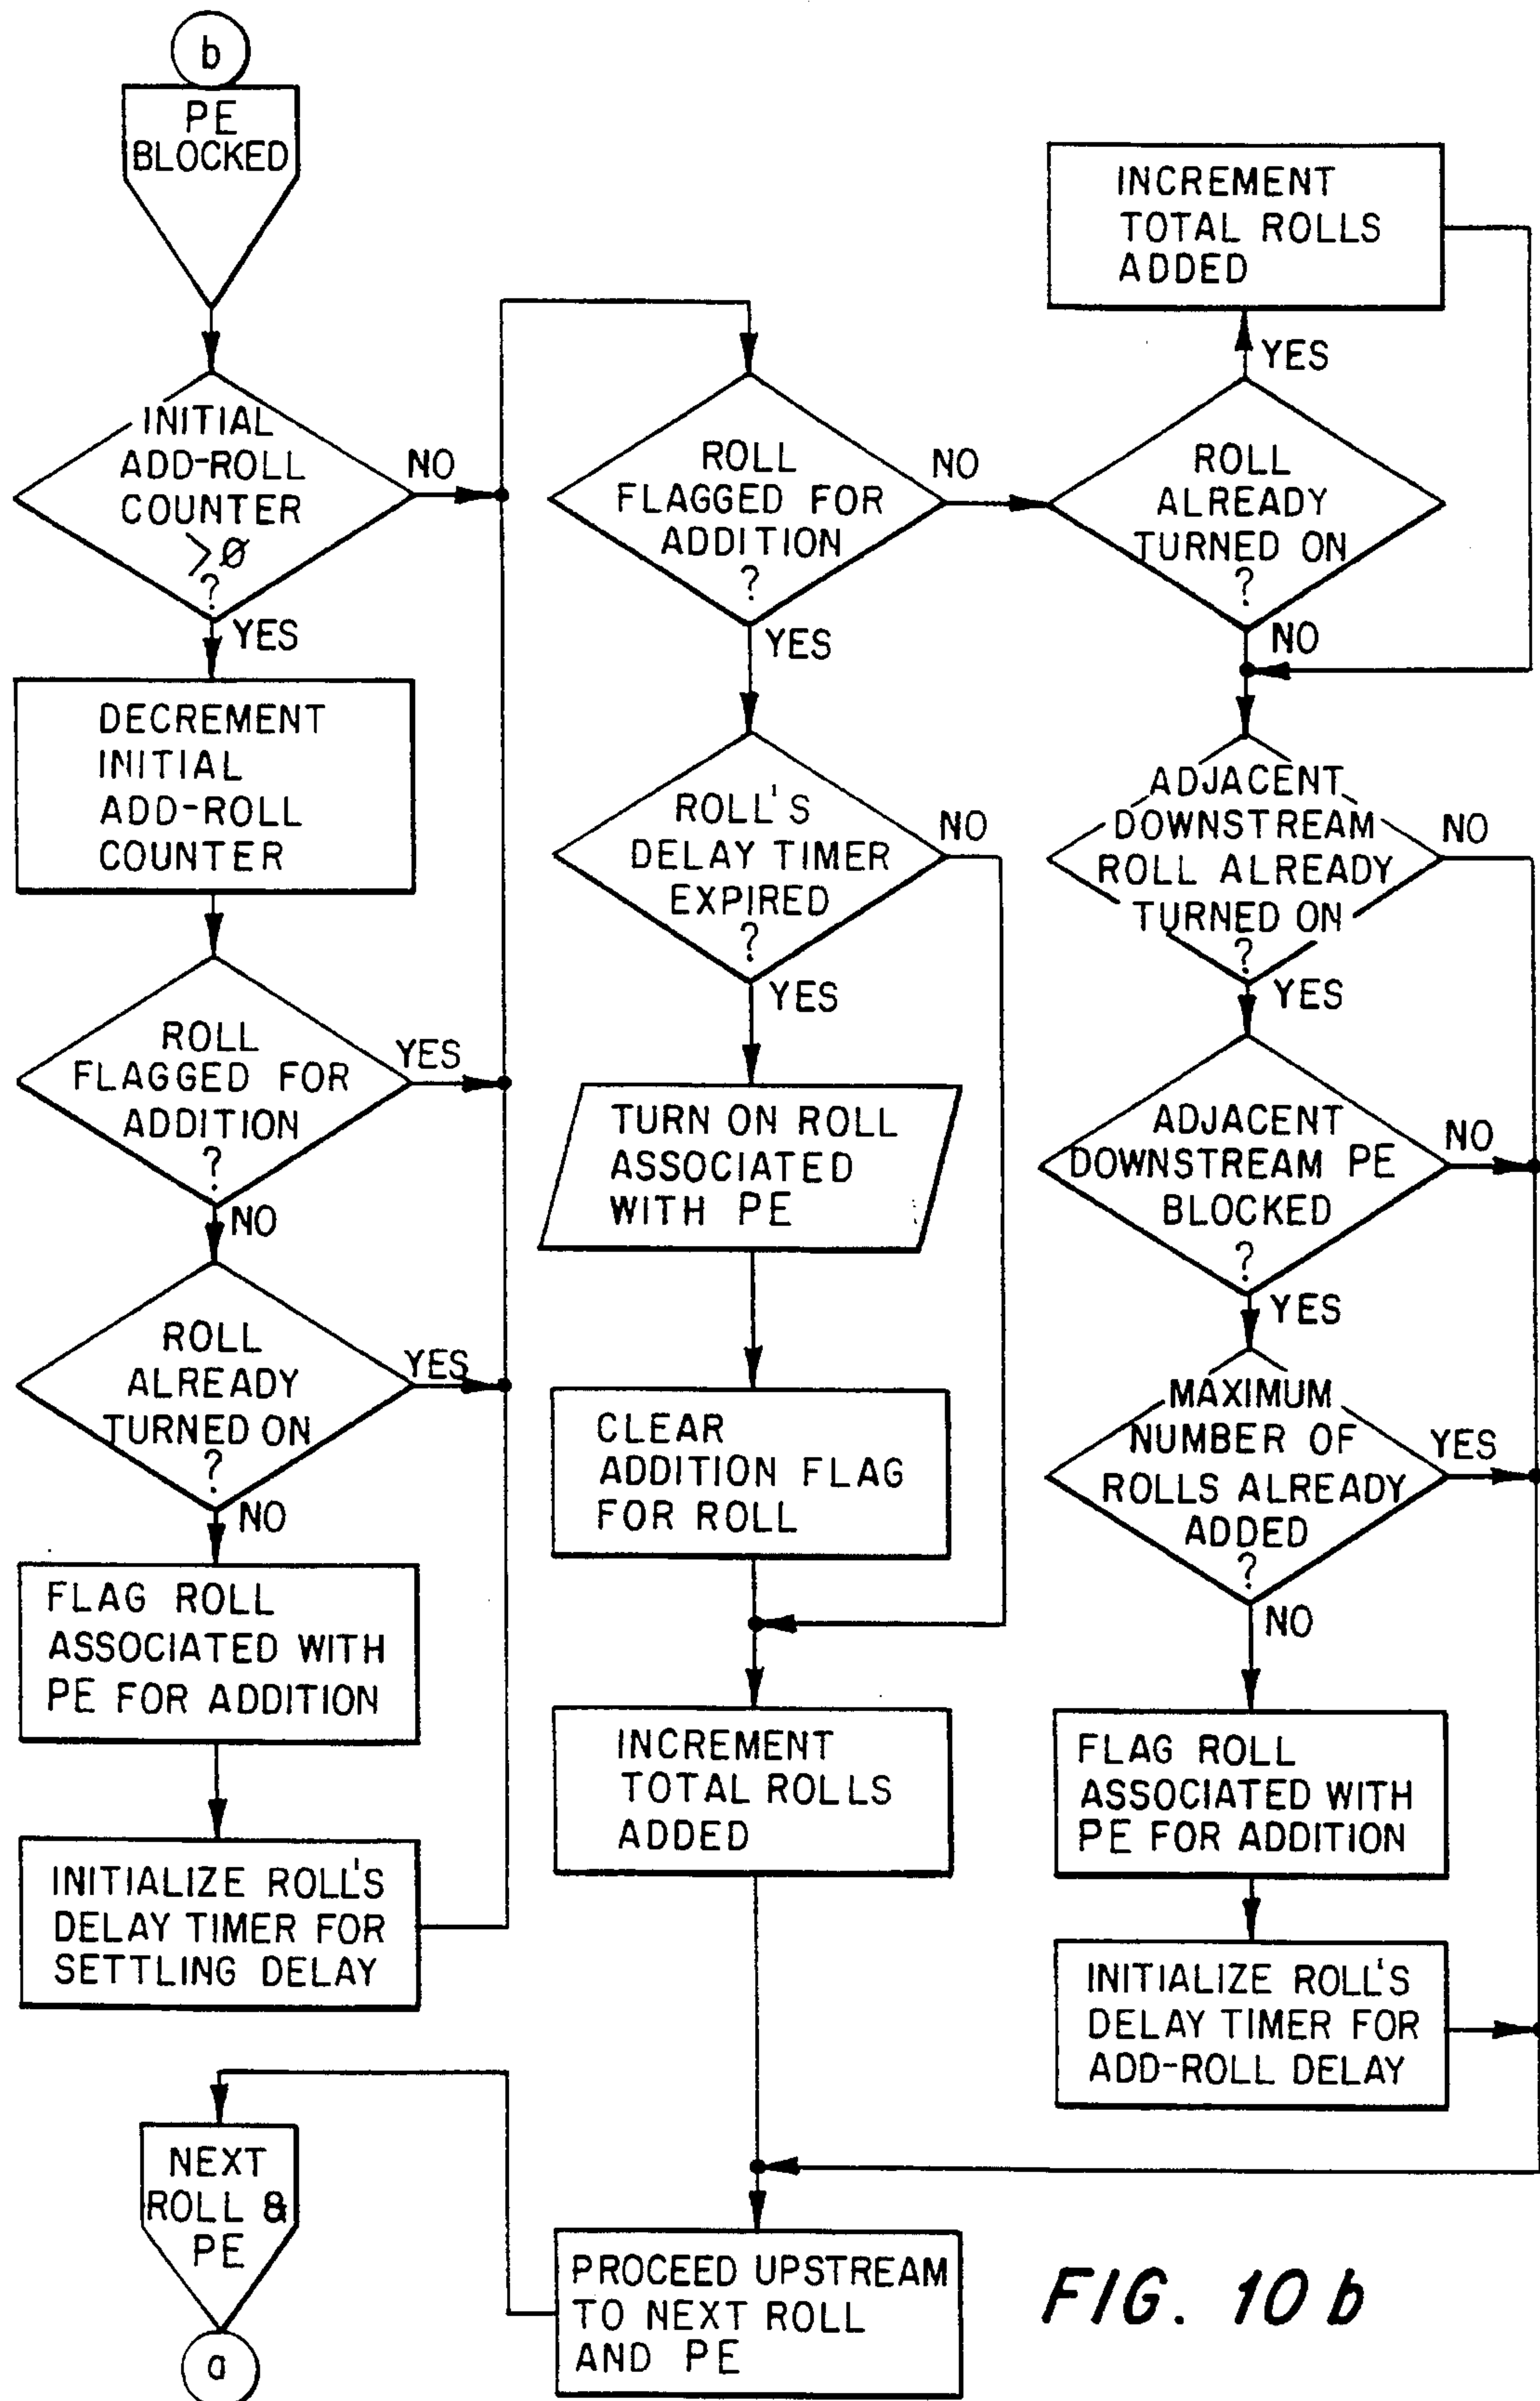 b
PE
BLOCKED
INITIAL
ADD-ROLL
COUNTER
>Ø
?
NO
YES
DECREMENT
INITIAL
ADD-ROLL
COUNTER
ROLL
FLAGGED FOR
ADDITION
?
YES
NO
ROLL
ALREADY
TURNED ON
?
YES
NO
FLAG ROLL
ASSOCIATED WITH
PE FOR ADDITION
INITIALIZE ROLL'S
DELAY TIMER FOR
SETTLING DELAY
NEXT
ROLL &
PE
a
ROLL
FLAGGED FOR
ADDITION
?
NO
YES
ROLL'S
DELAY TIMER
EXPIRED
?
NO
YES
TURN ON ROLL
ASSOCIATED
WITH PE
CLEAR
ADDITION FLAG
FOR ROLL
INCREMENT
TOTAL ROLLS
ADDED
PROCEED UPSTREAM
TO NEXT ROLL
AND PE
INCREMENT
TOTAL ROLLS
ADDED
YES
ROLL
ALREADY
TURNED ON
?
NO
ADJACENT
DOWNSTREAM
ROLL ALREADY
TURNED ON
?
NO
YES
ADJACENT
DOWNSTREAM PE
BLOCKED
?
NO
YES
MAXIMUM
NUMBER OF
ROLLS ALREADY
ADDED
?
YES
NO
FLAG ROLL
ASSOCIATED WITH
PE FOR ADDITION
INITIALIZE ROLL'S
DELAY TIMER FOR
ADD-ROLL DELAY
FIG. 10 b